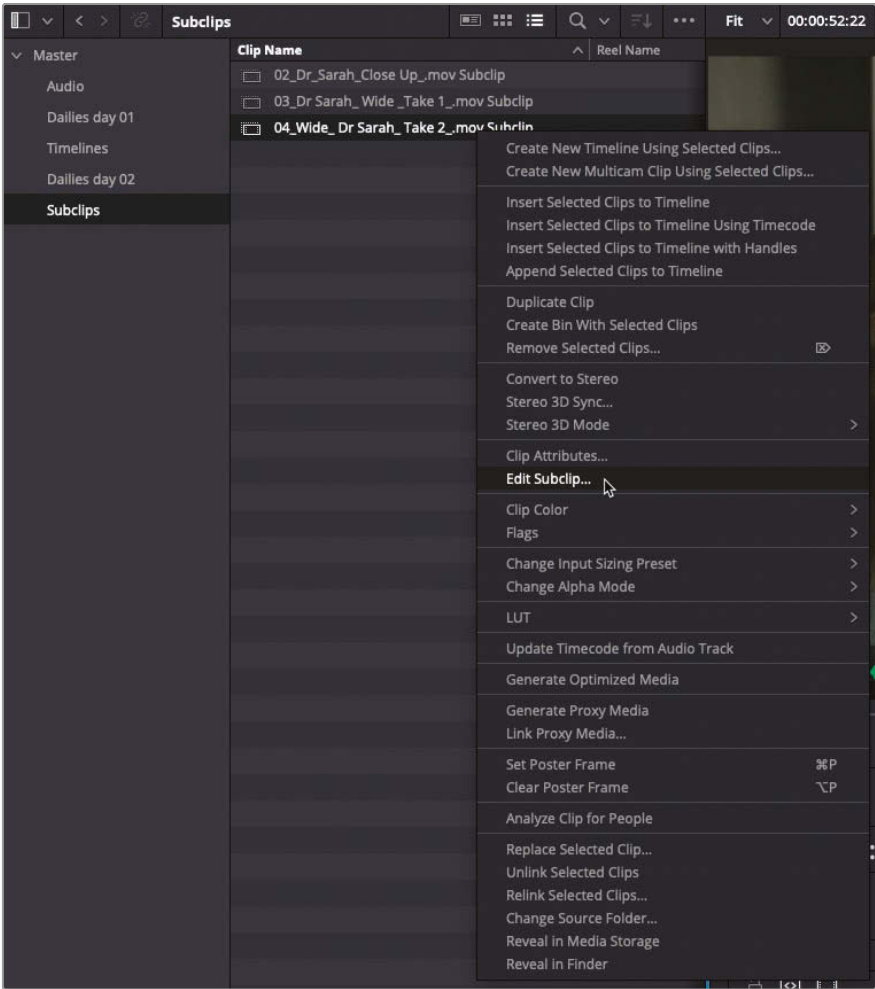 Subclips
Fit
00:00:52:22
Master
Audio
Dailies day 01
Timelines
Dailies day 02
Subclips
Clip Name
Reel Name
02_Dr_Sarah_Close Up_.mov Subclip
03_Dr Sarah_ Wide _Take 1_.mov Subclip
04_Wide_ Dr Sarah_ Take 2_.mov Subclip
Create New Timeline Using Selected Clips...
Create New Multicam Clip Using Selected Clips...
Insert Selected Clips to Timeline
Insert Selected Clips to Timeline Using Timecode
Insert Selected Clips to Timeline with Handles
Append Selected Clips to Timeline
Duplicate Clip
Create Bin With Selected Clips
Remove Selected Clips... ⌦
Convert to Stereo
Stereo 3D Sync...
Stereo 3D Mode
Clip Attributes...
Edit Subclip...
Clip Color
Flags
Change Input Sizing Preset
Change Alpha Mode
LUT
Update Timecode from Audio Track
Generate Optimized Media
Generate Proxy Media
Link Proxy Media...
Set Poster Frame ⌘P
Clear Poster Frame ⌥P
Analyze Clip for People
Replace Selected Clip...
Unlink Selected Clips
Relink Selected Clips...
Change Source Folder...
Reveal in Media Storage
Reveal in Finder